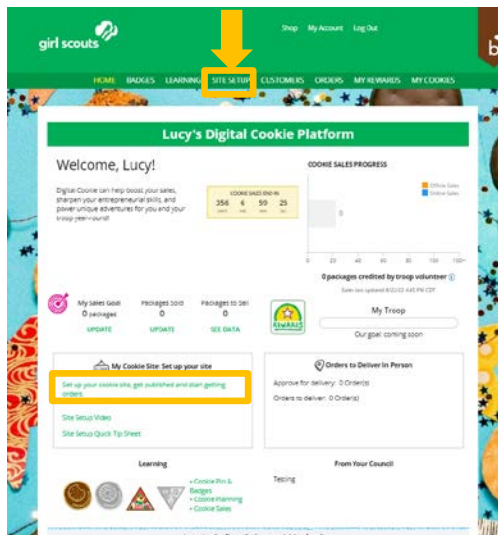 girl scouts
Shop My Account Log Out
HOME BADGES LEARNING SITE SETUP CUSTOMERS ORDERS MY REWARDS MY COOKIES
Lucy's Digital Cookie Platform
Welcome, Lucy!
Digital Cookie can help boost your sales,
sharpen your entrepreneurial skills, and
power unique adventures for you and your
troop year-round!
COOKIE SALES END IN
356 6 59 25
COOKIE SALES PROGRESS
Offline Sales
Online Sales
0
0 20 40 60 80 100 100+
0 packages credited by troop volunteer
My Sales Goal
0 packages
UPDATE
Packages Sold
0
UPDATE
Packages to Sell
0
SEE DATA
REWARDS
My Troop
Our goal: coming soon
My Cookie Site: Set up your site
Set up your cookie site, get published and start getting
orders.
Site Setup Video
Site Setup Quick Tip Sheet
Orders to Deliver In Person
Approve for delivery: 0 Order(s)
Orders to deliver: 0 Order(s)
Learning
• Cookie Pin &
Badges
• Cookie Planning
• Cookie Sales
From Your Council
Testing